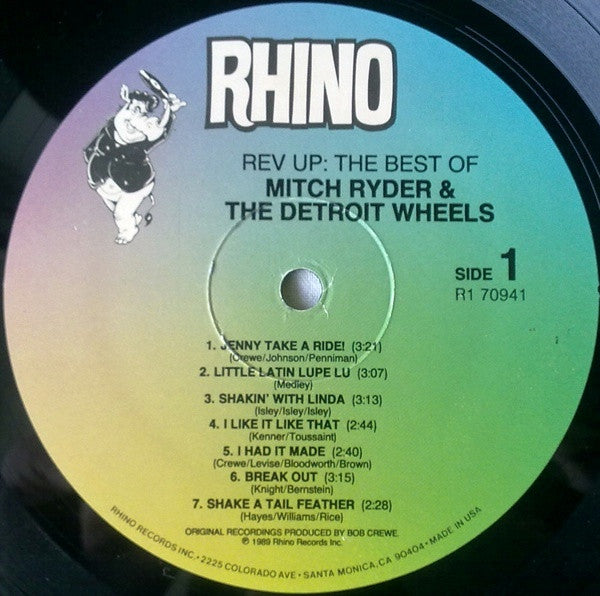 RHINO
REV UP: THE BEST OF
MITCH RYDER &
THE DETROIT WHEELS
SIDE 1
R1 70941
1. JENNY TAKE A RIDE! (3:21)
(Crewe/Johnson/Penniman)
2. LITTLE LATIN LUPE LU (3:07)
(Medley)
3. SHAKIN' WITH LINDA (3:13)
(Isley/Isley/Isley)
4. I LIKE IT LIKE THAT (2:44)
(Kenner/Toussaint)
5. I HAD IT MADE (2:40)
(Crewe/Levise/Bloodworth/Brown)
6. BREAK OUT (3:15)
(Knight/Bernstein)
7. SHAKE A TAIL FEATHER (2:28)
(Hayes/Williams/Rice)
ORIGINAL RECORDINGS PRODUCED BY BOB CREWE.
℗ 1989 Rhino Records Inc.
RHINO RECORDS INC. • 2225 COLORADO AVE • SANTA MONICA, CA 90404 • MADE IN USA